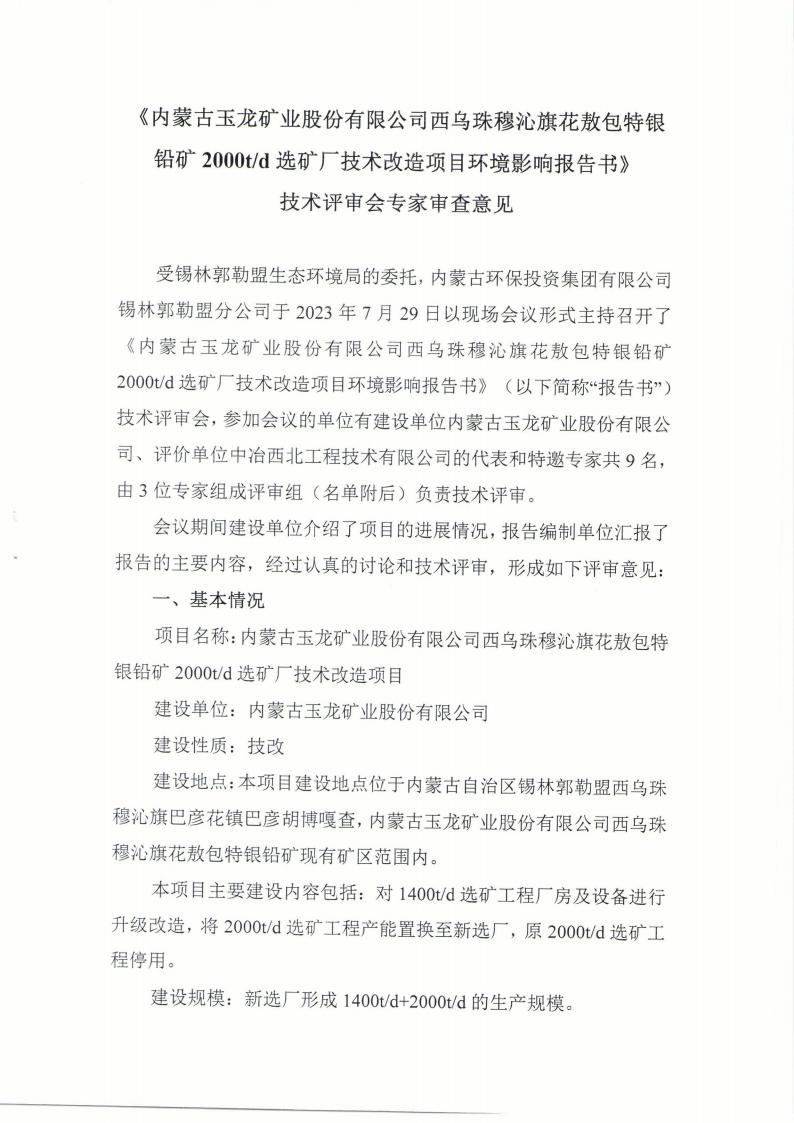 《内蒙古玉龙矿业股份有限公司西乌珠穆沁旗花敖包特银
铅矿 2000t/d 选矿厂技术改造项目环境影响报告书》
技术评审会专家审查意见
受锡林郭勒盟生态环境局的委托，内蒙古环保投资集团有限公司
锡林郭勒盟分公司于 2023 年 7 月 29 日以现场会议形式主持召开了
《内蒙古玉龙矿业股份有限公司西乌珠穆沁旗花敖包特银铅矿
2000t/d 选矿厂技术改造项目环境影响报告书》（以下简称“报告书”）
技术评审会，参加会议的单位有建设单位内蒙古玉龙矿业股份有限公
司、评价单位中冶西北工程技术有限公司的代表和特邀专家共 9 名，
由 3 位专家组成评审组（名单附后）负责技术评审。
会议期间建设单位介绍了项目的进展情况，报告编制单位汇报了
报告的主要内容，经过认真的讨论和技术评审，形成如下评审意见：
一、基本情况
项目名称：内蒙古玉龙矿业股份有限公司西乌珠穆沁旗花敖包特
银铅矿 2000t/d 选矿厂技术改造项目
建设单位：内蒙古玉龙矿业股份有限公司
建设性质：技改
建设地点：本项目建设地点位于内蒙古自治区锡林郭勒盟西乌珠
穆沁旗巴彦花镇巴彦胡博嘎查，内蒙古玉龙矿业股份有限公司西乌珠
穆沁旗花敖包特银铅矿现有矿区范围内。
本项目主要建设内容包括：对 1400t/d 选矿工程厂房及设备进行
升级改造，将 2000t/d 选矿工程产能置换至新选厂，原 2000t/d 选矿工
程停用。
建设规模：新选厂形成 1400t/d+2000t/d 的生产规模。